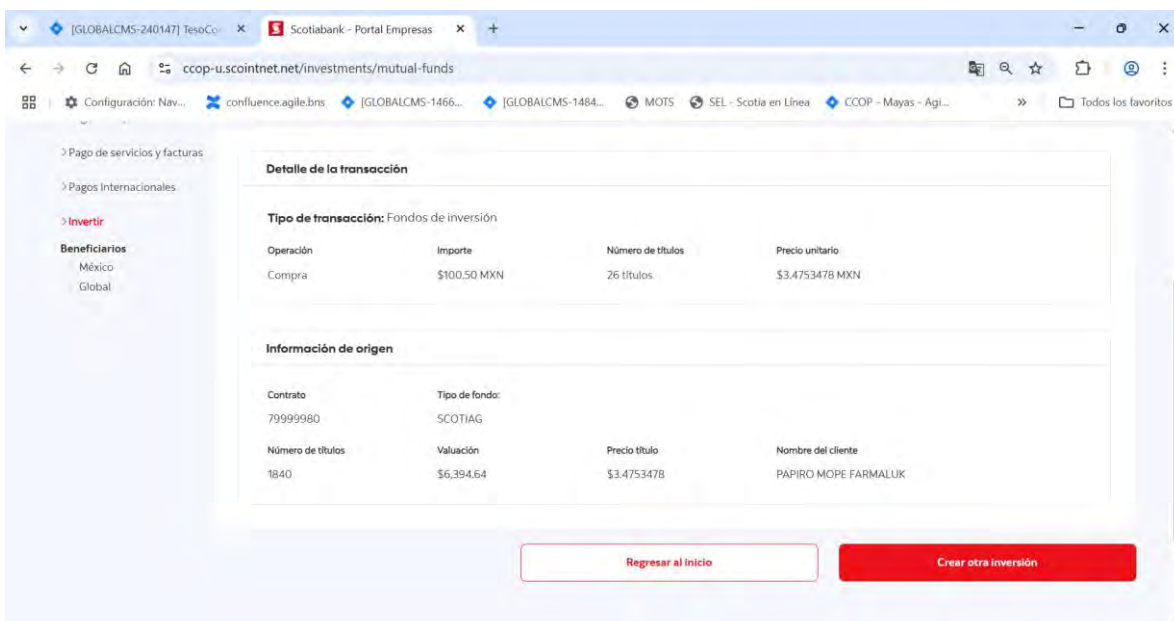 [GLOBALCMS-240147] TesoCo
Scotiabank - Portal Empresas
ccop-u.scointnet.net/investments/mutual-funds
Configuración: Nav...
confluence.agile.bns
[GLOBALCMS-1466...
[GLOBALCMS-1484...
MOTS
SEL - Scotia en Línea
CCOP - Mayas - Agi...
Todos los favoritos
Pago de servicios y facturas
Pagos Internacionales
Invertir
Beneficiarios
México
Global
Detalle de la transacción
Tipo de transacción: Fondos de inversión
Operación Importe Número de títulos Precio unitario
Compra $100.50 MXN 26 títulos $3.4753478 MXN
Información de origen
Contrato Tipo de fondo:
79999980 SCOTIAG
Número de títulos Valuación Precio título Nombre del cliente
1840 $6,394.64 $3.4753478 PAPIRO MOPE FARMALUK
Regresar al inicio Crear otra inversión